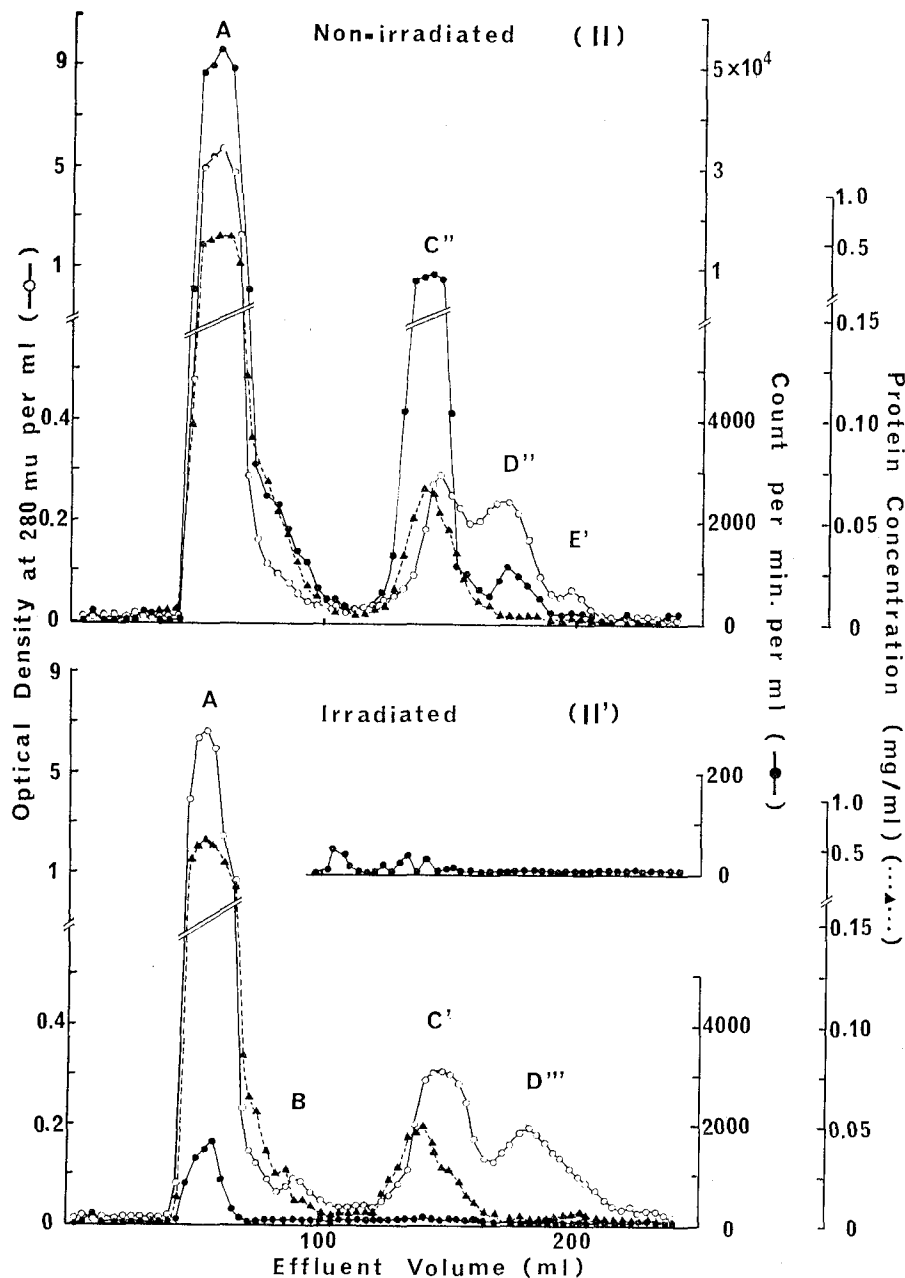 A
Non-irradiated (II)
9
5
1
0.4
0.2
0
5×10⁴
3
1
4000
2000
0
1.0
0.5
0.15
0.10
0.05
0
C''
D''
E'
Optical Density at 280 mu per ml (—○—)
Count per min. per ml (—●—)
Protein Concentration (mg/ml) (···▲···)
A
Irradiated (II')
9
5
1
0.4
0.2
0
200
0
4000
2000
0
1.0
0.5
0.15
0.10
0.05
0
B
C'
D'''
100 200
Effluent Volume (ml)